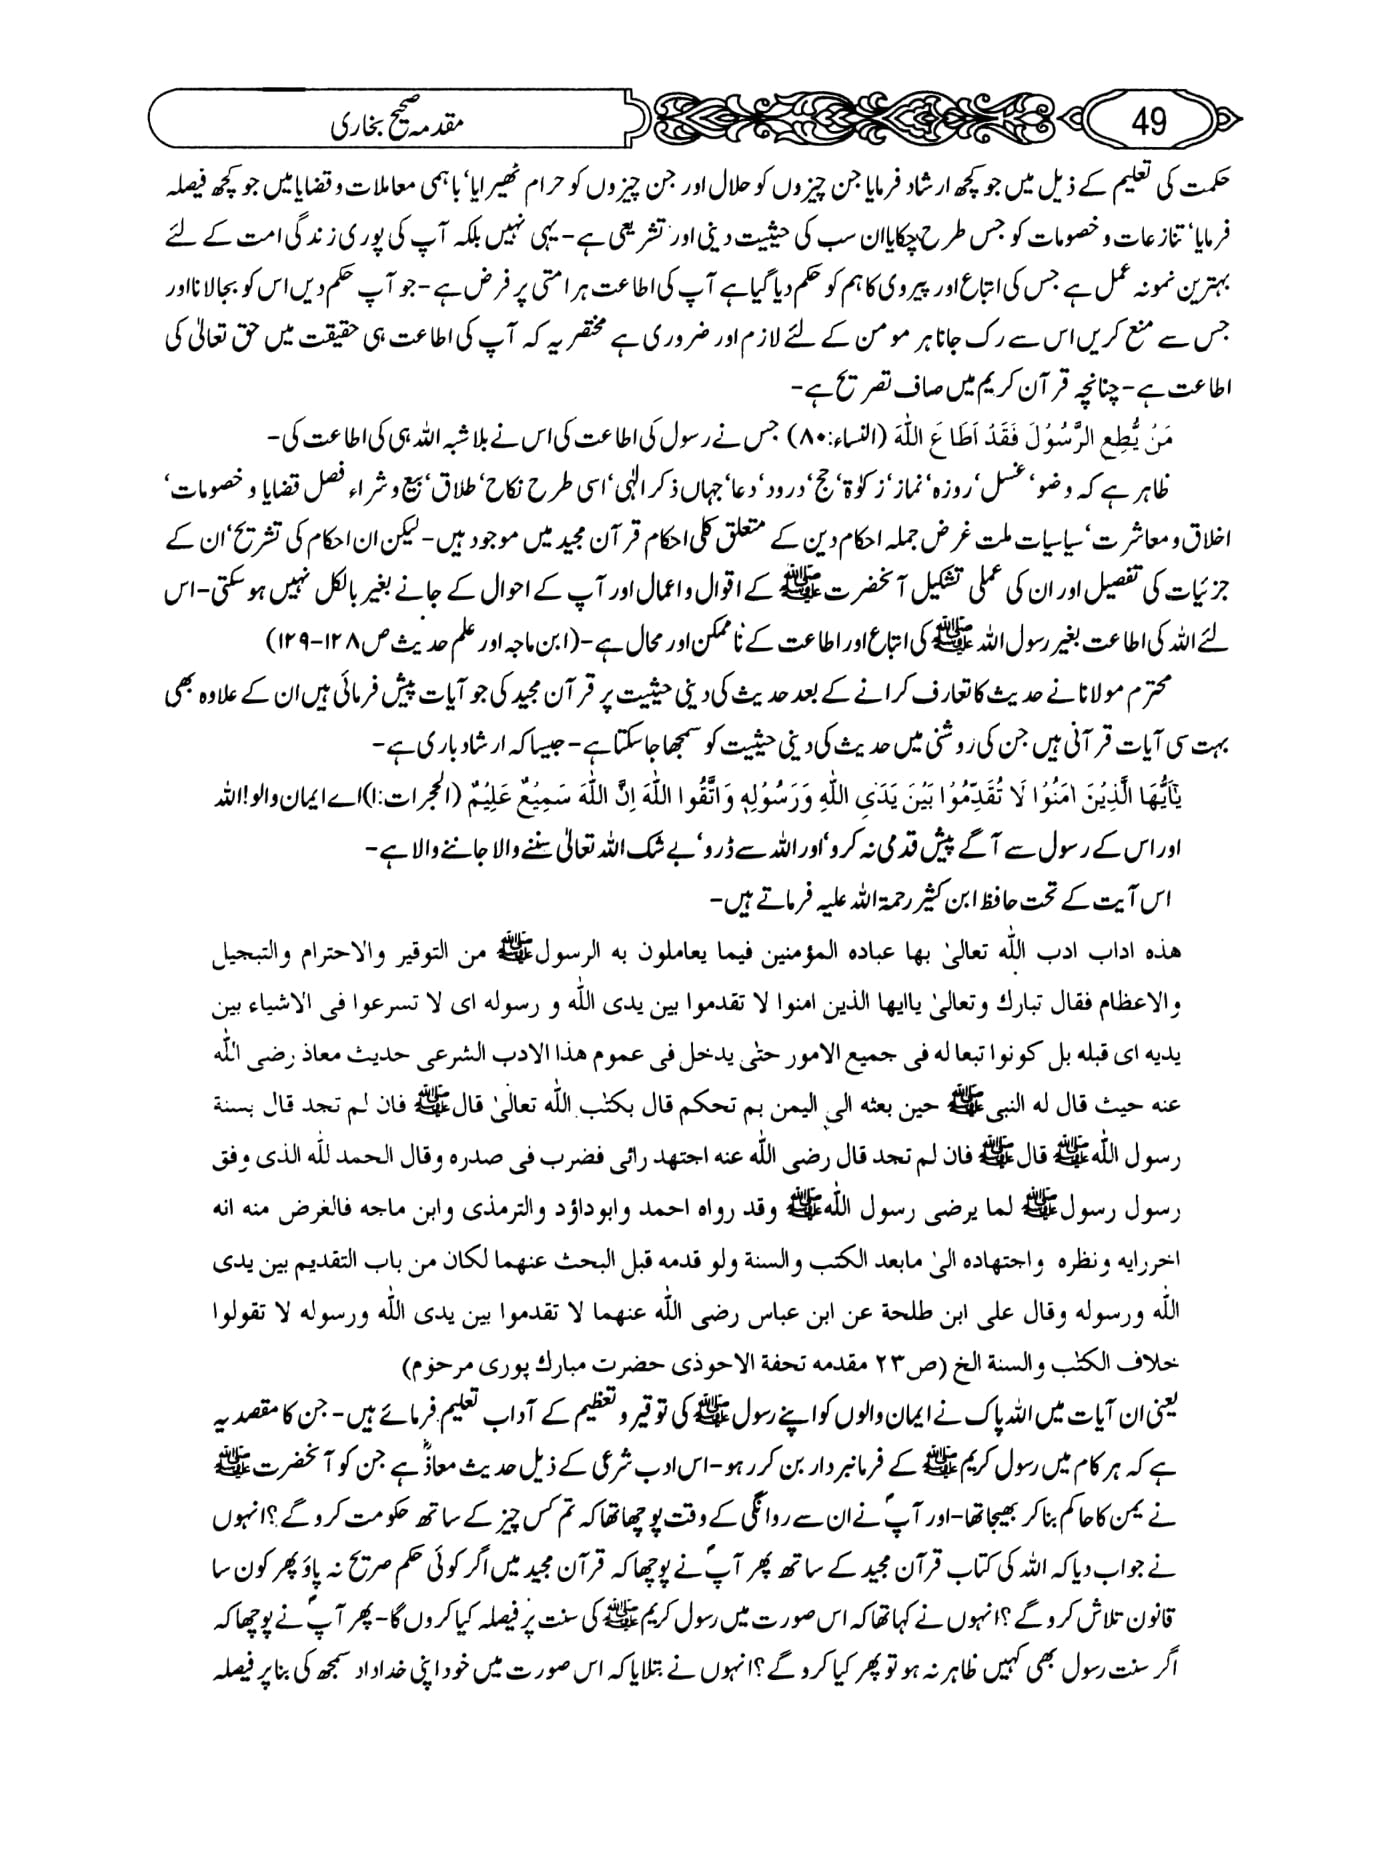 مقدمہ صحیح بخاری
49
حکمت کی تعلیم کے ذیل میں جو کچھ ارشاد فرمایا جن چیزوں کو حلال اور جن چیزوں کو حرام ٹھیرایا' باہمی معاملات و قضایا میں جو کچھ فیصلہ
فرمایا' تنازعات و خصومات کو جس طرح چکایا ان سب کی حیثیت دینی اور تشریعی ہے- یہی نہیں بلکہ آپ کی پوری زندگی امت کے لئے
بہترین نمونہ عمل ہے جس کی اتباع اور پیروی کا ہم کو حکم دیا گیا ہے آپ کی اطاعت ہر امتی پر فرض ہے- جو آپ حکم دیں اس کو بجا لانا اور
جس سے منع کریں اس سے رک جانا ہر مومن کے لئے لازم اور ضروری ہے مختصر یہ کہ آپ کی اطاعت ہی حقیقت میں حق تعالیٰ کی
اطاعت ہے- چنانچہ قرآن کریم میں صاف تصریح ہے-
مَنْ يُّطِعِ الرَّسُوْلَ فَقَدْ اَطَاعَ اللّٰهَ (النساء:۸۰) جس نے رسول کی اطاعت کی اس نے بلا شبہ اللہ ہی کی اطاعت کی-
ظاہر ہے کہ وضو' غسل' روزہ' نماز' زکوٰۃ' حج' درود' دعا' جہاں ذکر الٰہی' اسی طرح نکاح' طلاق' بیع و شراء فصل قضایا و خصومات'
اخلاق و معاشرت' سیاسیات ملت غرض جملہ احکام دین کے متعلق کلی احکام قرآن مجید میں موجود ہیں- لیکن ان احکام کی تشریح' ان کے
جزئیات کی تفصیل اور ان کی عملی تشکیل آنحضرت ﷺ کے اقوال و اعمال اور آپ کے احوال کے جانے بغیر بالکل نہیں ہو سکتی- اس
لئے اللہ کی اطاعت بغیر رسول اللہ ﷺ کی اتباع اور اطاعت کے ناممکن اور محال ہے- (ابن ماجہ اور علم حدیث ص ۱۲۸-۱۲۹)
محترم مولانا نے حدیث کا تعارف کرانے کے بعد حدیث کی دینی حیثیت پر قرآن مجید کی جو آیات پیش فرمائی ہیں ان کے علاوہ بھی
بہت سی آیات قرآنی ہیں جن کی روشنی میں حدیث کی دینی حیثیت کو سمجھا جا سکتا ہے- جیسا کہ ارشاد باری ہے-
يٰٓاَيُّهَا الَّذِيْنَ اٰمَنُوْا لَا تُقَدِّمُوْا بَيْنَ يَدَيِ اللّٰهِ وَرَسُوْلِهٖ وَاتَّقُوا اللّٰهَ اِنَّ اللّٰهَ سَمِيْعٌ عَلِيْمٌ (الحجرات:۱) اے ایمان والو! اللہ
اور اس کے رسول سے آگے پیش قدمی نہ کرو' اور اللہ سے ڈرو' بے شک اللہ تعالیٰ سننے والا جاننے والا ہے-
اس آیت کے تحت حافظ ابن کثیر رحمۃ اللہ علیہ فرماتے ہیں-
هذه اداب ادب الله تعالىٰ بها عباده المؤمنين فيما يعاملون به الرسول ﷺ من التوقير والاحترام والتبجيل
والاعظام فقال تبارك وتعالىٰ ياايها الذين امنوا لا تقدموا بين يدى الله و رسوله اى لا تسرعوا فى الاشياء بين
يديه اى قبله بل كونوا تبعا له فى جميع الامور حتى يدخل فى عموم هذا الادب الشرعى حديث معاذ رضى الله
عنه حيث قال له النبى ﷺ حين بعثه الى اليمن بم تحكم قال بكتٰب الله تعالىٰ قال ﷺ فان لم تجد قال بسنة
رسول الله ﷺ قال ﷺ فان لم تجد قال رضى الله عنه اجتهد رائى فضرب فى صدره وقال الحمد لله الذى وفق
رسول رسول ﷺ لما يرضى رسول الله ﷺ وقد رواه احمد وابوداؤد والترمذى وابن ماجه فالغرض منه انه
اخررايه ونظره واجتهاده الىٰ مابعد الكتٰب والسنة ولو قدمه قبل البحث عنهما لكان من باب التقديم بين يدى
الله ورسوله وقال على ابن طلحة عن ابن عباس رضى الله عنهما لا تقدموا بين يدى الله ورسوله لا تقولوا
خلاف الكتٰب والسنة الخ (ص ۲۳ مقدمه تحفة الاحوذى حضرت مبارك پورى مرحوم)
یعنی ان آیات میں اللہ پاک نے ایمان والوں کو اپنے رسول ﷺ کی توقیر و تعظیم کے آداب تعلیم فرمائے ہیں- جن کا مقصد یہ
ہے کہ ہر کام میں رسول کریم ﷺ کے فرمانبردار بن کر رہو- اس ادب شرعی کے ذیل حدیث معاذؓ ہے جن کو آنحضرت ﷺ
نے یمن کا حاکم بنا کر بھیجا تھا- اور آپؐ نے ان سے روانگی کے وقت پوچھا تھا کہ تم کس چیز کے ساتھ حکومت کرو گے؟ انہوں
نے جواب دیا کہ اللہ کی کتاب قرآن مجید کے ساتھ پھر آپؐ نے پوچھا کہ قرآن مجید میں اگر کوئی حکم صریح نہ پاؤ پھر کون سا
قانون تلاش کرو گے؟ انہوں نے کہا تھا کہ اس صورت میں رسول کریم ﷺ کی سنت پر فیصلہ کیا کروں گا- پھر آپؐ نے پوچھا کہ
اگر سنت رسول بھی کہیں ظاہر نہ ہو تو پھر کیا کرو گے؟ انہوں نے بتلایا کہ اس صورت میں خود اپنی خداداد سمجھ کی بنا پر فیصلہ